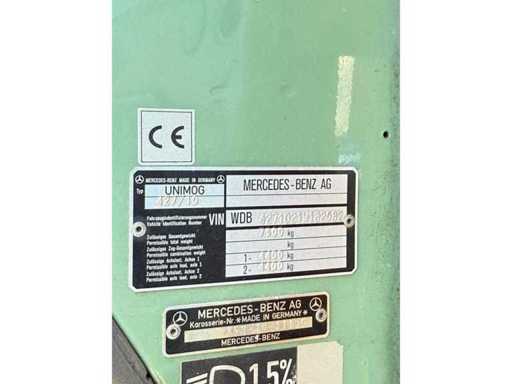 CE
MERCEDES-BENZ MADE IN GERMANY
Typ UNIMOG
427/10
MERCEDES-BENZ AG
Fahrzeugidentifizierungsnummer
Vehicle Identification Number
VIN WDB
Zulässiges Gesamtgewicht
Permissible total weight
7500 kg
Zulässiges Zug-Gesamtgewicht
Permissible combination weight
kg
Zulässige Achslast, Achse 1
Permissible axle load, axle 1
1- 4400 kg
Zulässige Achslast, Achse 2
Permissible axle load, axle 2
2- 4400 kg
MERCEDES-BENZ AG
Karosserie-Nr.*MADE IN GERMANY*
MERCEDES-BENZ
1.5%